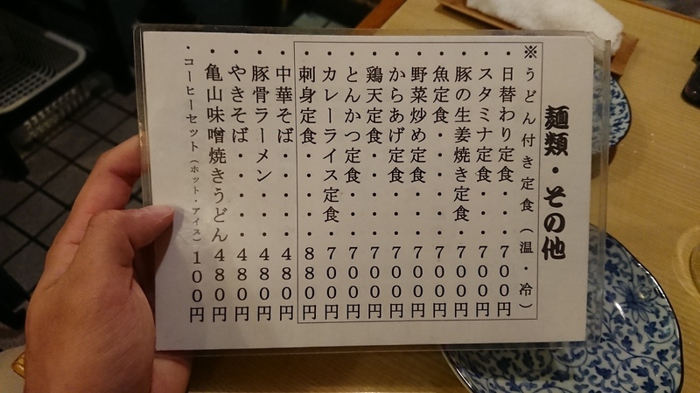 麺類・その他
※うどん付き定食(温・冷)
・日替わり定食・・・700円
・スタミナ定食・・・700円
・豚の生姜焼き定食・700円
・魚定食・・・・・・700円
・野菜炒め定食・・・700円
・からあげ定食・・・700円
・鶏天定食・・・・・700円
・とんかつ定食・・・700円
・カレーライス定食・700円
・刺身定食・・・・・880円
・中華そば・・・・・480円
・豚骨ラーメン・・・480円
・やきそば・・・・・480円
・亀山味噌焼きうどん480円
・コーヒーセット(ホット・アイス)100円